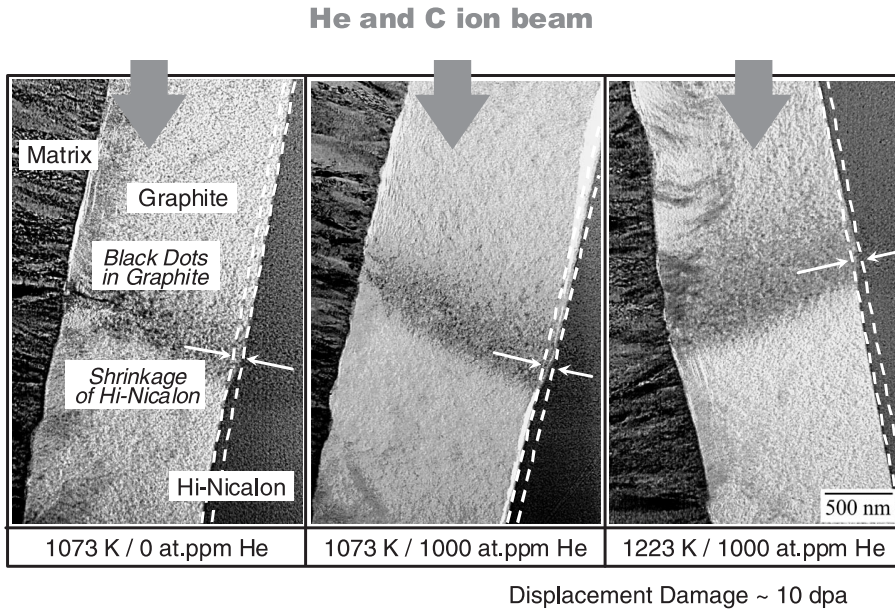 He and C ion beam
Matrix
Graphite
Black Dots
in Graphite
Shrinkage
of Hi-Nicalon
Hi-Nicalon
500 nm
1073 K / 0 at.ppm He
1073 K / 1000 at.ppm He
1223 K / 1000 at.ppm He
Displacement Damage ~ 10 dpa